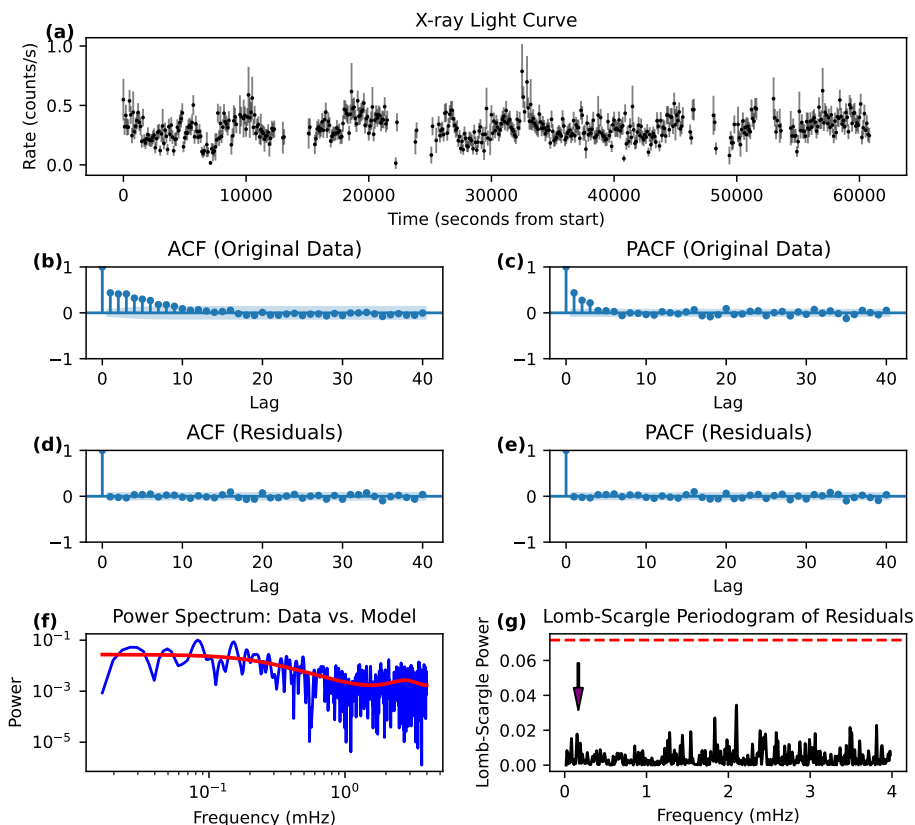 (a)
X-ray Light Curve
Rate (counts/s)
1.0
0.5
0.0
0 10000 20000 30000 40000 50000 60000
Time (seconds from start)
(b)
ACF (Original Data)
1
0
−1
0 10 20 30 40
Lag
(c)
PACF (Original Data)
1
0
−1
0 10 20 30 40
Lag
(d)
ACF (Residuals)
1
0
−1
0 10 20 30 40
Lag
(e)
PACF (Residuals)
1
0
−1
0 10 20 30 40
Lag
(f)
Power Spectrum: Data vs. Model
Power
10⁻¹
10⁻³
10⁻⁵
10⁻¹ 10⁰
Frequency (mHz)
(g)
Lomb-Scargle Periodogram of Residuals
Lomb-Scargle Power
0.06
0.04
0.02
0.00
0 1 2 3 4
Frequency (mHz)